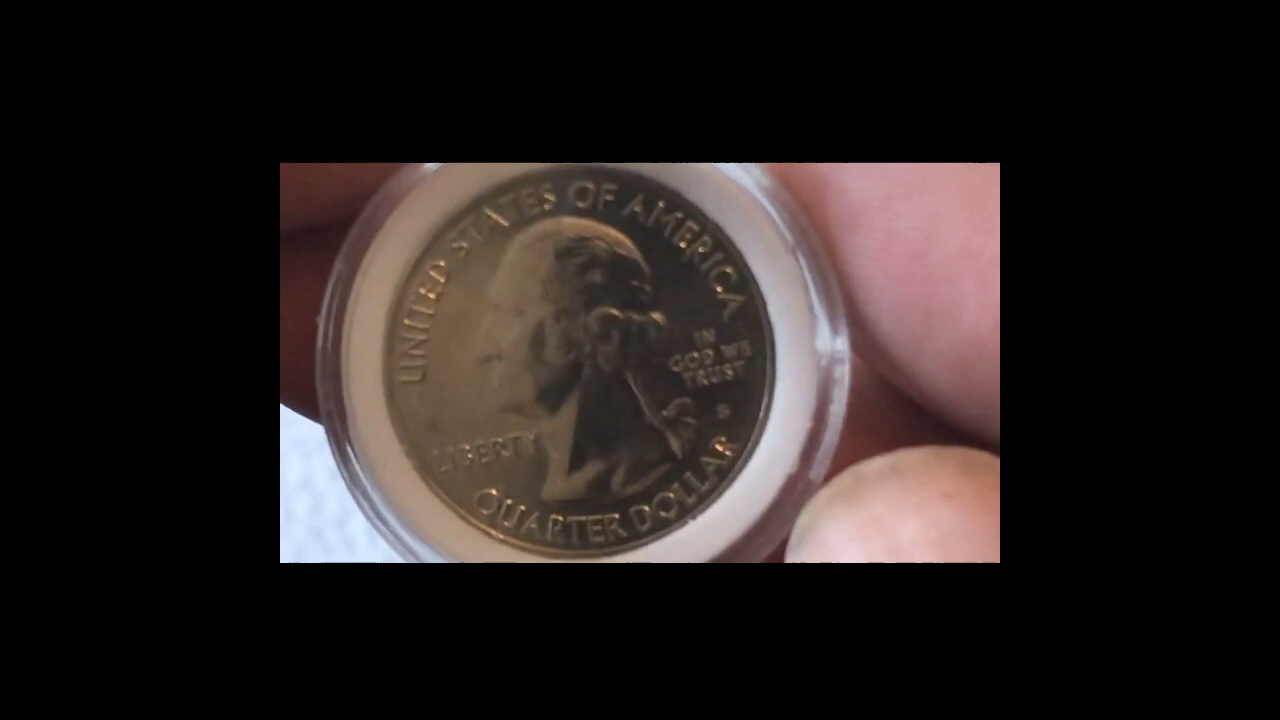 UNITED STATES OF AMERICA
IN
GOD WE
TRUST
S
LIBERTY
QUARTER DOLLAR